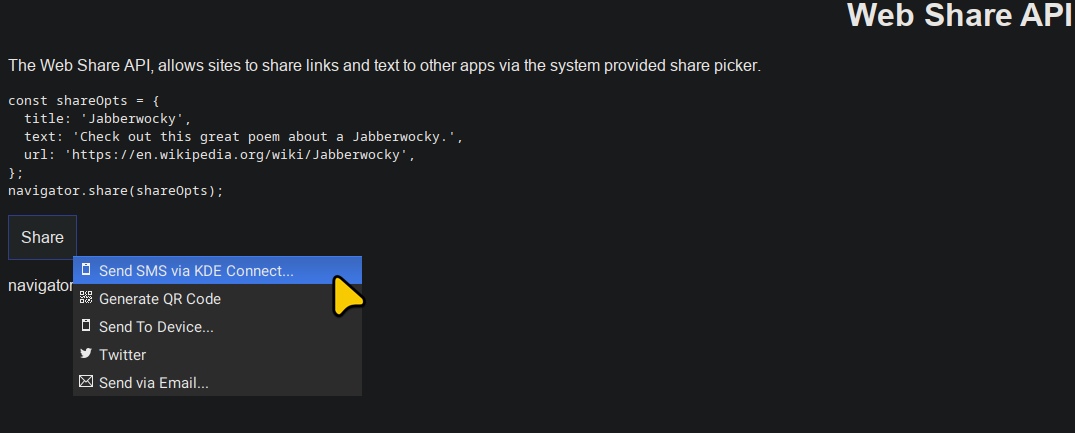 Web Share API
The Web Share API, allows sites to share links and text to other apps via the system provided share picker.
const shareOpts = {
  title: 'Jabberwocky',
  text: 'Check out this great poem about a Jabberwocky.',
  url: 'https://en.wikipedia.org/wiki/Jabberwocky',
};
navigator.share(shareOpts);
Share
Send SMS via KDE Connect...
navigator
Generate QR Code
Send To Device...
Twitter
Send via Email...